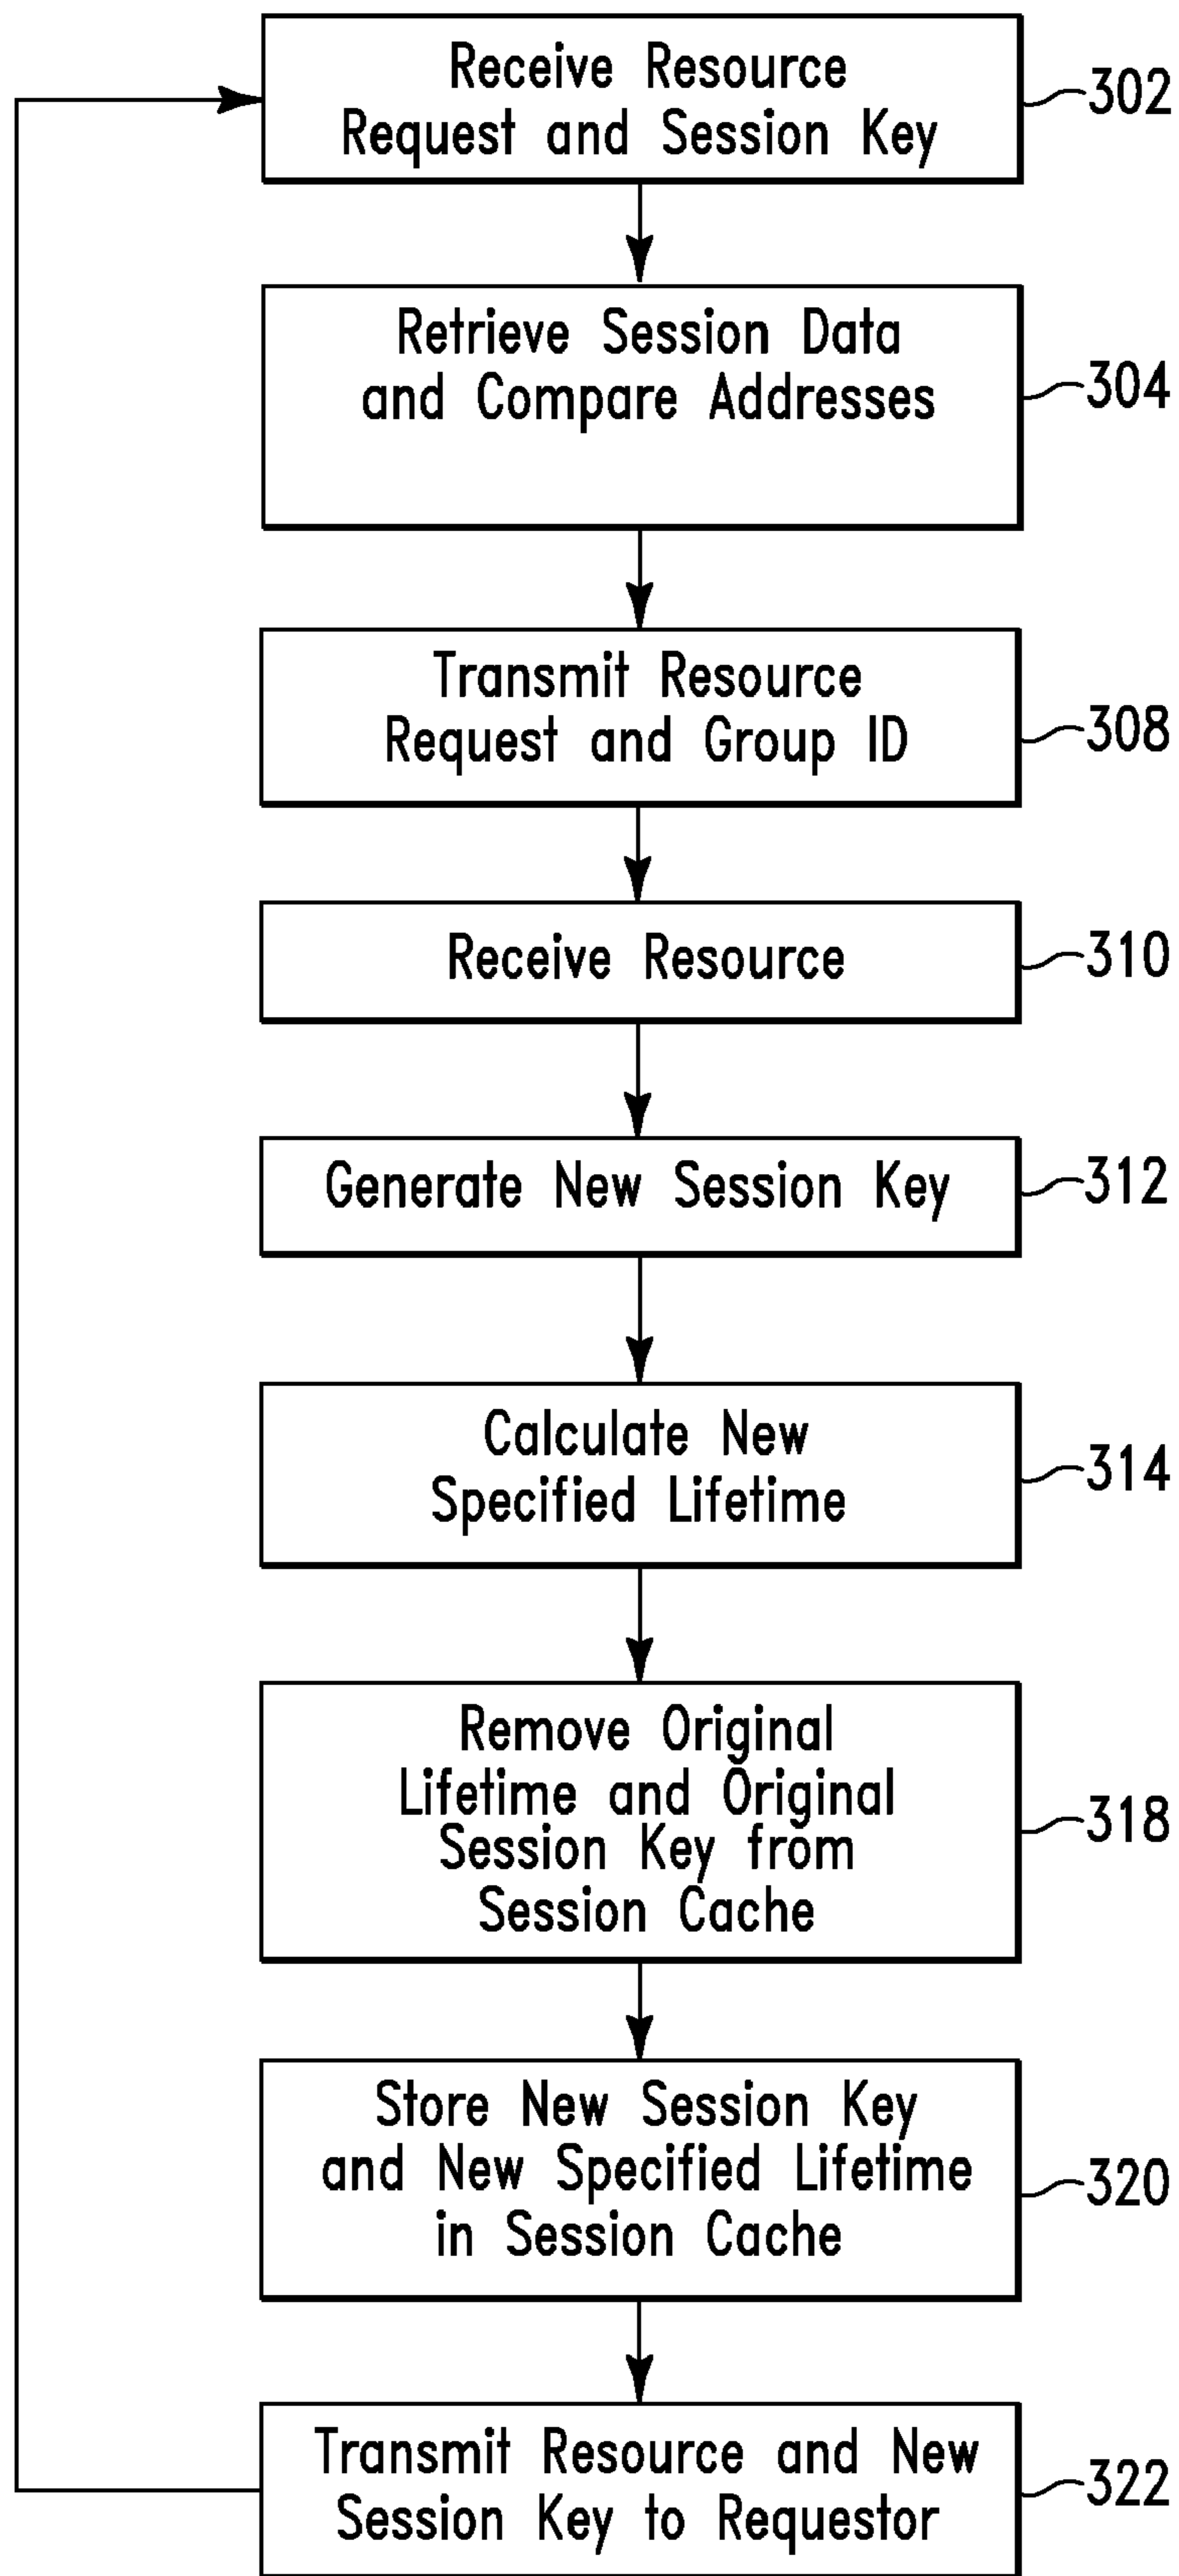 Receive Resource
Request and Session Key
302
Retrieve Session Data
and Compare Addresses
304
Transmit Resource
Request and Group ID
308
Receive Resource
310
Generate New Session Key
312
Calculate New
Specified Lifetime
314
Remove Original
Lifetime and Original
Session Key from
Session Cache
318
Store New Session Key
and New Specified Lifetime
in Session Cache
320
Transmit Resource and New
Session Key to Requestor
322